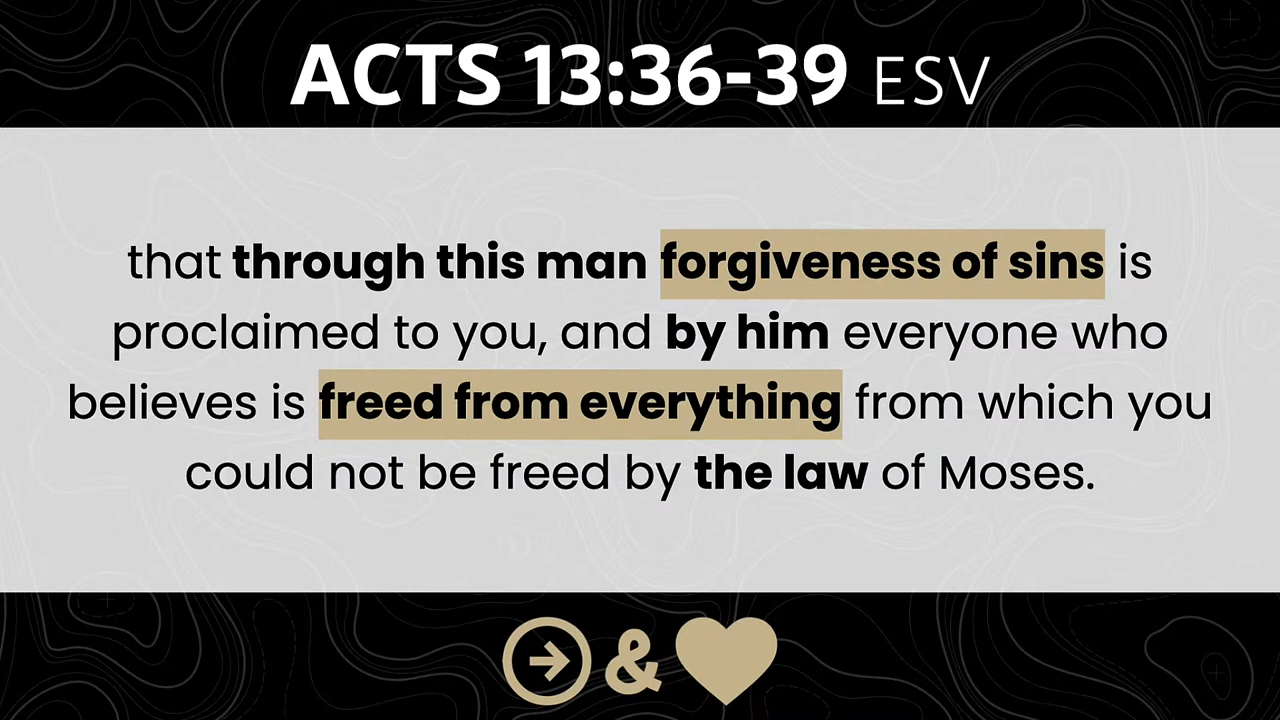 ACTS 13:36-39 ESV
that through this man forgiveness of sins is
proclaimed to you, and by him everyone who
believes is freed from everything from which you
could not be freed by the law of Moses.
&